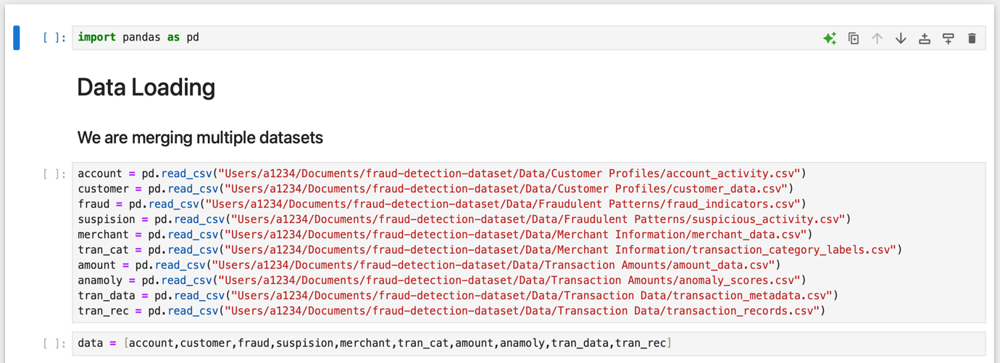 [ ]: import pandas as pd
Data Loading
We are merging multiple datasets
[ ]: account = pd.read_csv("Users/a1234/Documents/fraud-detection-dataset/Data/Customer Profiles/account_activity.csv")
customer = pd.read_csv("Users/a1234/Documents/fraud-detection-dataset/Data/Customer Profiles/customer_data.csv")
fraud = pd.read_csv("Users/a1234/Documents/fraud-detection-dataset/Data/Fraudulent Patterns/fraud_indicators.csv")
suspision = pd.read_csv("Users/a1234/Documents/fraud-detection-dataset/Data/Fraudulent Patterns/suspicious_activity.csv")
merchant = pd.read_csv("Users/a1234/Documents/fraud-detection-dataset/Data/Merchant Information/merchant_data.csv")
tran_cat = pd.read_csv("Users/a1234/Documents/fraud-detection-dataset/Data/Merchant Information/transaction_category_labels.csv")
amount = pd.read_csv("Users/a1234/Documents/fraud-detection-dataset/Data/Transaction Amounts/amount_data.csv")
anamoly = pd.read_csv("Users/a1234/Documents/fraud-detection-dataset/Data/Transaction Amounts/anomaly_scores.csv")
tran_data = pd.read_csv("Users/a1234/Documents/fraud-detection-dataset/Data/Transaction Data/transaction_metadata.csv")
tran_rec = pd.read_csv("Users/a1234/Documents/fraud-detection-dataset/Data/Transaction Data/transaction_records.csv")
[ ]: data = [account,customer,fraud,suspision,merchant,tran_cat,amount,anamoly,tran_data,tran_rec]